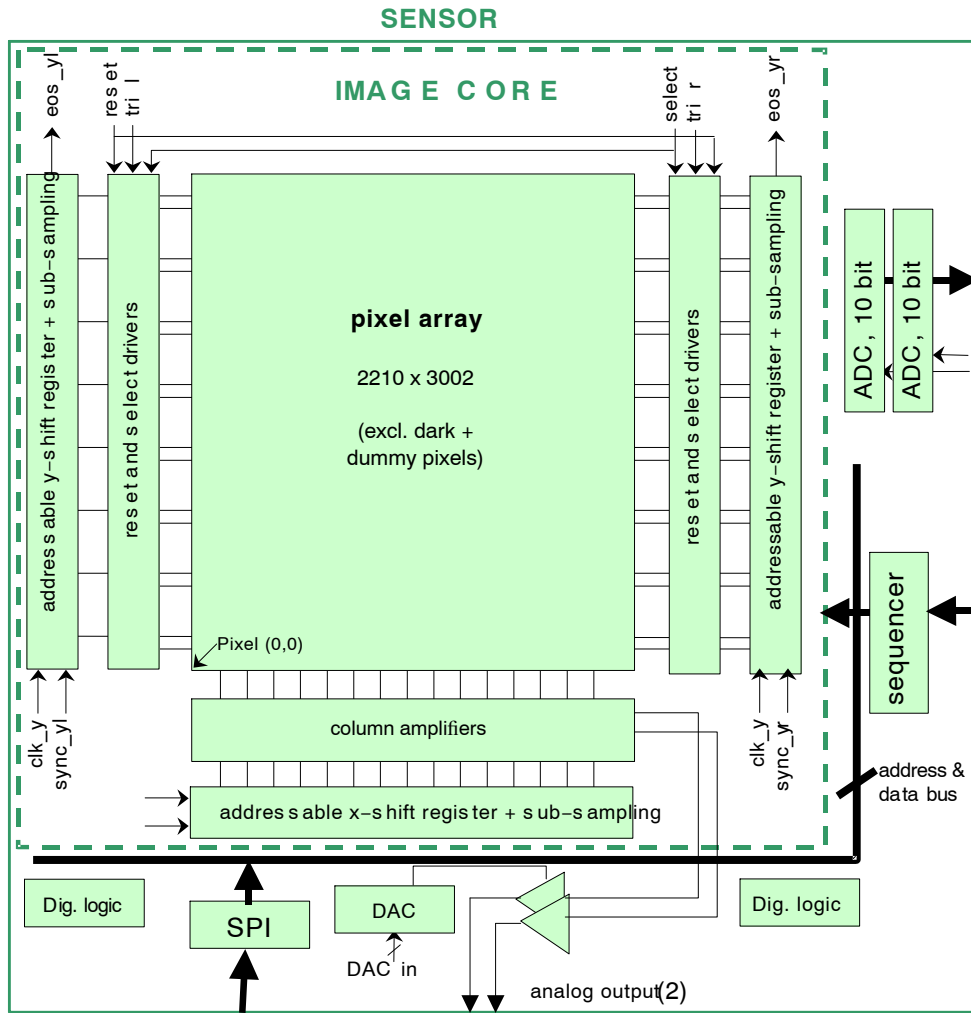 SENSOR
IMAGE CORE
eos_yl
reset
tri_l
select
tri_r
eos_yr
addressable y-shift register + sub-sampling
reset and select drivers
pixel array
2210 x 3002
(excl. dark +
dummy pixels)
Pixel (0,0)
reset and select drivers
addressable y-shift register + sub-sampling
ADC, 10 bit
ADC, 10 bit
sequencer
clk_y
sync_yl
column amplifiers
clk_y
sync_yr
address &
data bus
addressable x-shift register + sub-sampling
Dig. logic
SPI
DAC
DAC in
Dig. logic
analog output(2)